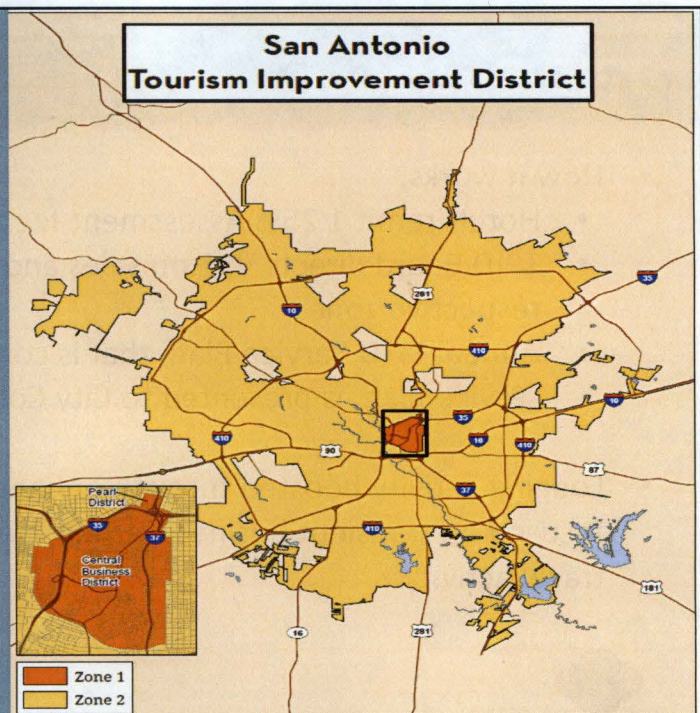 San Antonio
Tourism Improvement District
35
281
10
410
10
35
410
10
410
90
87
37
410
181
16
281
Pearl
District
35
37
Central
Business
District
Zone 1
Zone 2